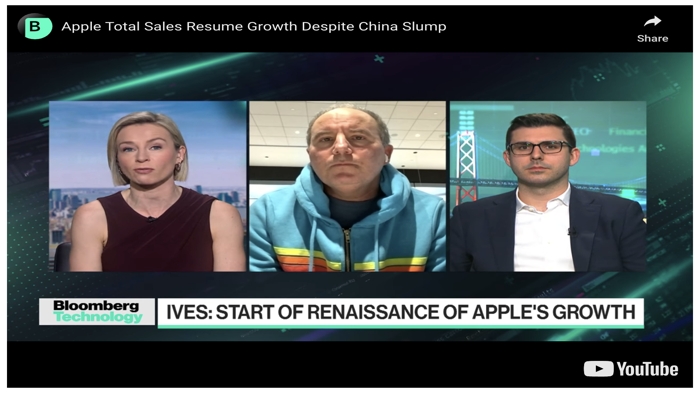 B
Apple Total Sales Resume Growth Despite China Slump
Share
Financ
Bloomberg
Technology
IVES: START OF RENAISSANCE OF APPLE'S GROWTH
YouTube